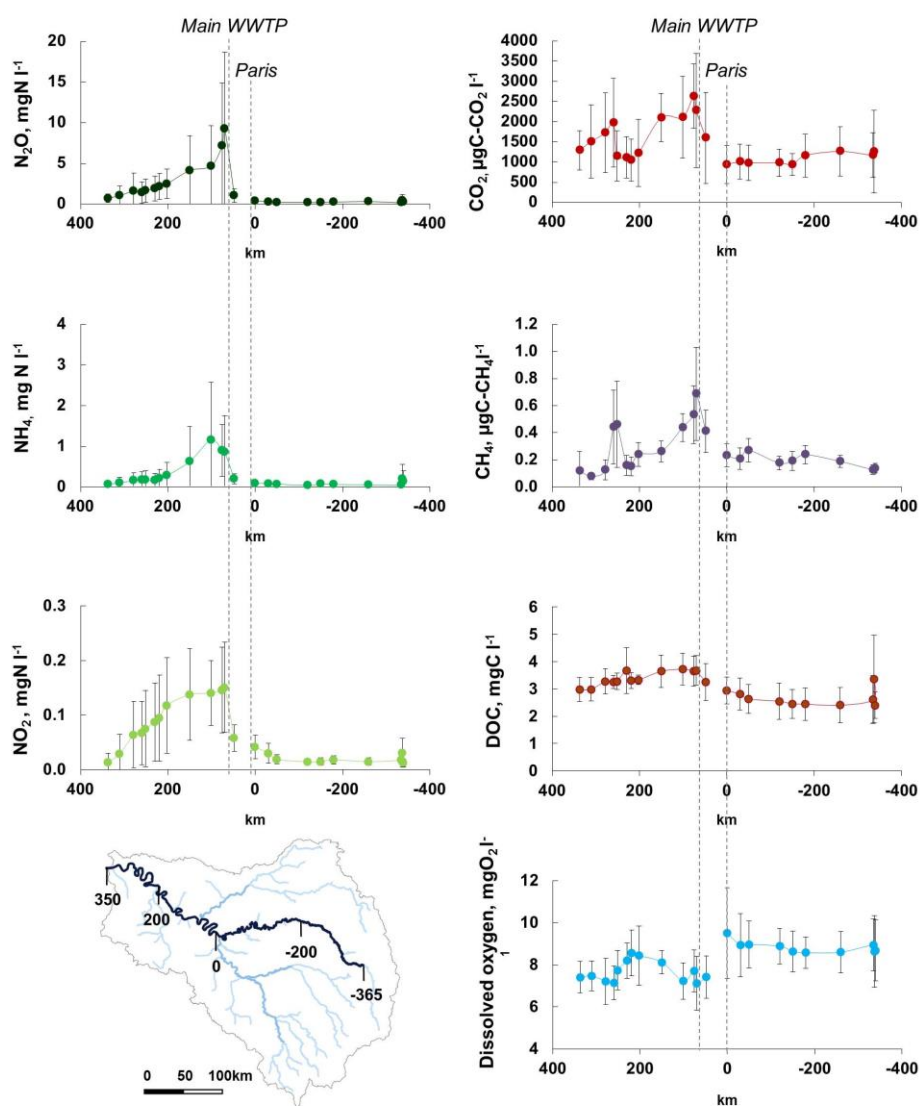 Main WWTP
Paris
N2O, mgN l-1
20
15
10
5
0
400 200 0 -200 -400
km
Main WWTP
Paris
CO2, µgC-CO2 l-1
4000
3500
3000
2500
2000
1500
1000
500
0
400 200 0 -200 -400
km
NH4, mg N l-1
4
3
2
1
0
400 200 0 -200 -400
km
CH4, µgC-CH4l-1
1.2
1.0
0.8
0.6
0.4
0.2
0.0
400 200 0 -200 -400
km
NO2, mgN l-1
0.3
0.2
0.1
0.0
400 200 0 -200 -400
km
DOC, mgC l-1
6
5
4
3
2
1
0
400 200 0 -200 -400
km
350
200
0
-200
-365
0 50 100km
Dissolved oxygen, mgO2 l-
1
12
10
8
6
4
400 200 0 -200 -400
km